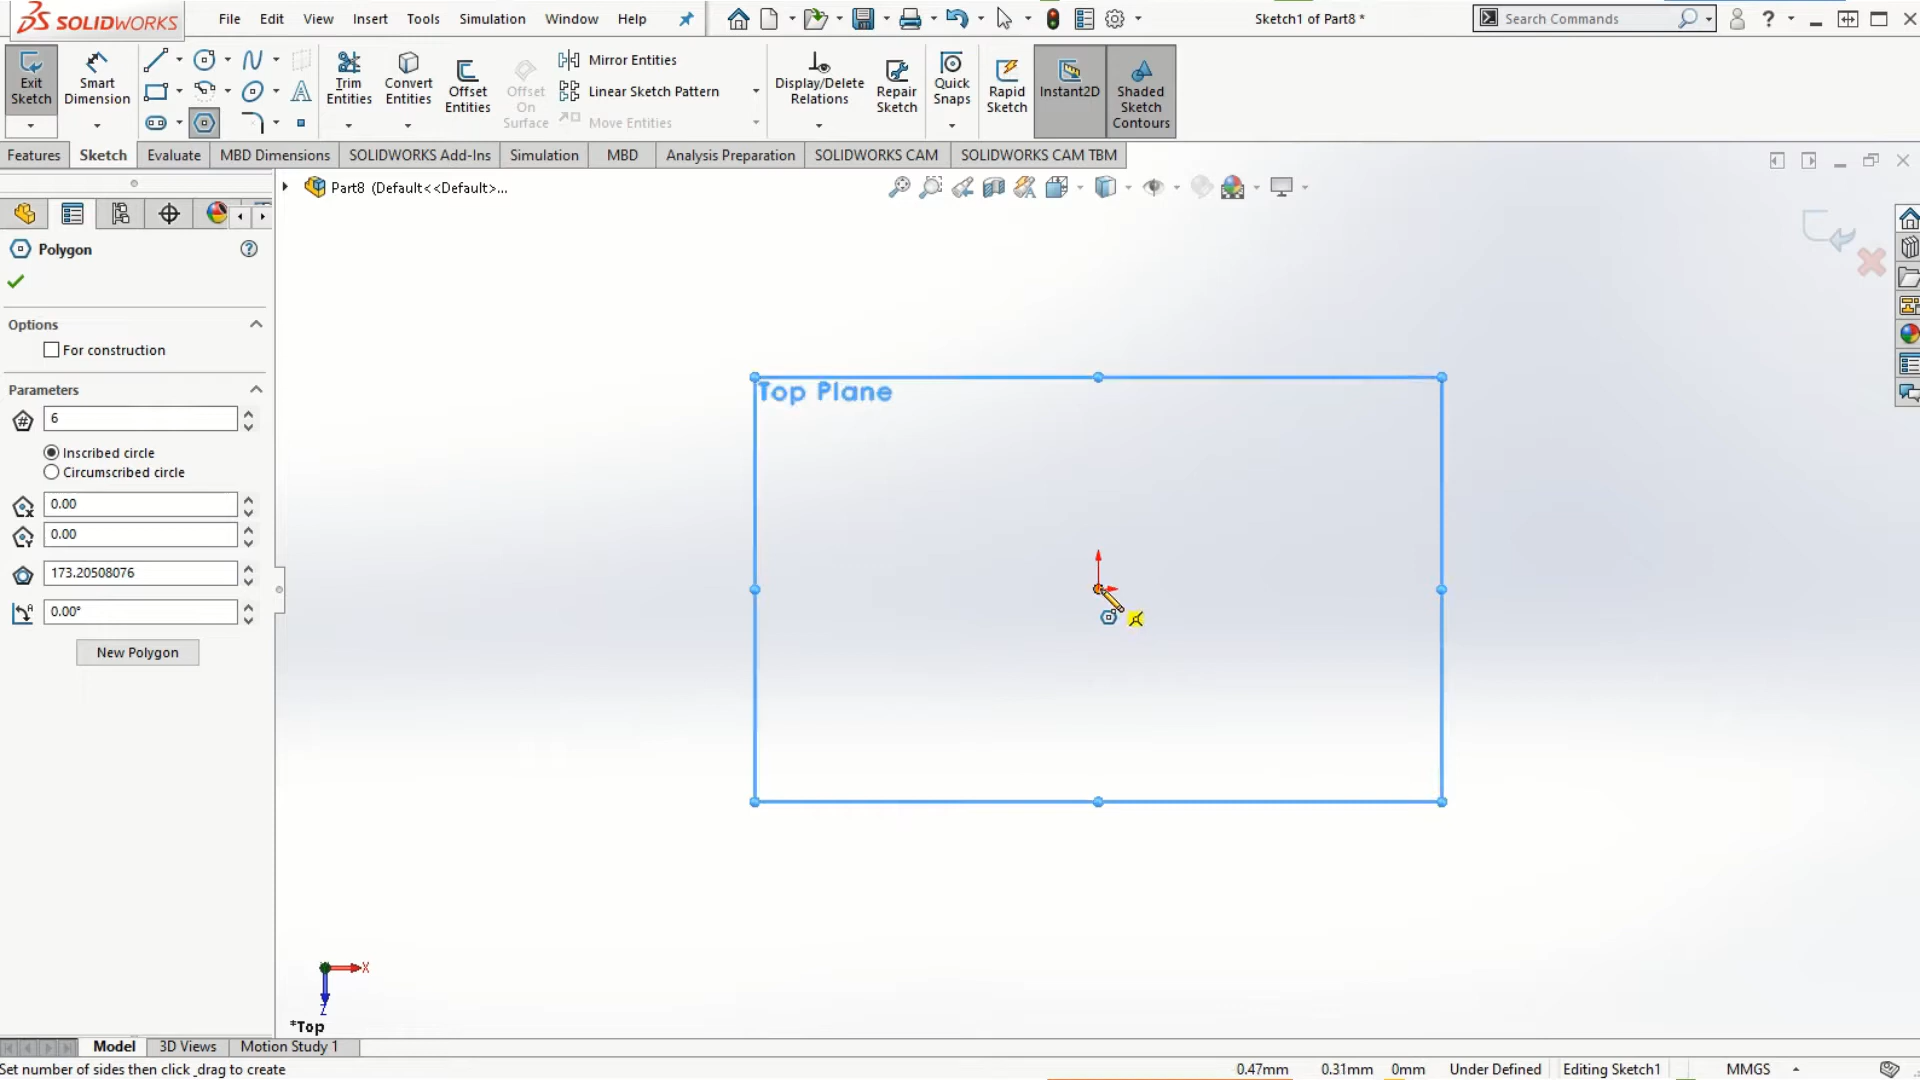 SOLIDWORKS File Edit View Insert Tools Simulation Window Help Sketch1 of Part8 * Search Commands ?
Exit Sketch
Smart Dimension
Trim Entities
Convert Entities
Offset Entities
Offset On Surface
Mirror Entities
Linear Sketch Pattern
Move Entities
Display/Delete Relations
Repair Sketch
Quick Snaps
Rapid Sketch
Instant2D
Shaded Sketch Contours
Features Sketch Evaluate MBD Dimensions SOLIDWORKS Add-Ins Simulation MBD Analysis Preparation SOLIDWORKS CAM SOLIDWORKS CAM TBM
Part8 (Default<<Default>...
Polygon ?
Options
For construction
Parameters
6
Inscribed circle
Circumscribed circle
0.00
0.00
173.20508076
0.00°
New Polygon
Top Plane
X
Z
*Top
Model 3D Views Motion Study 1
Set number of sides then click _drag to create 0.47mm 0.31mm 0mm Under Defined Editing Sketch1 MMGS